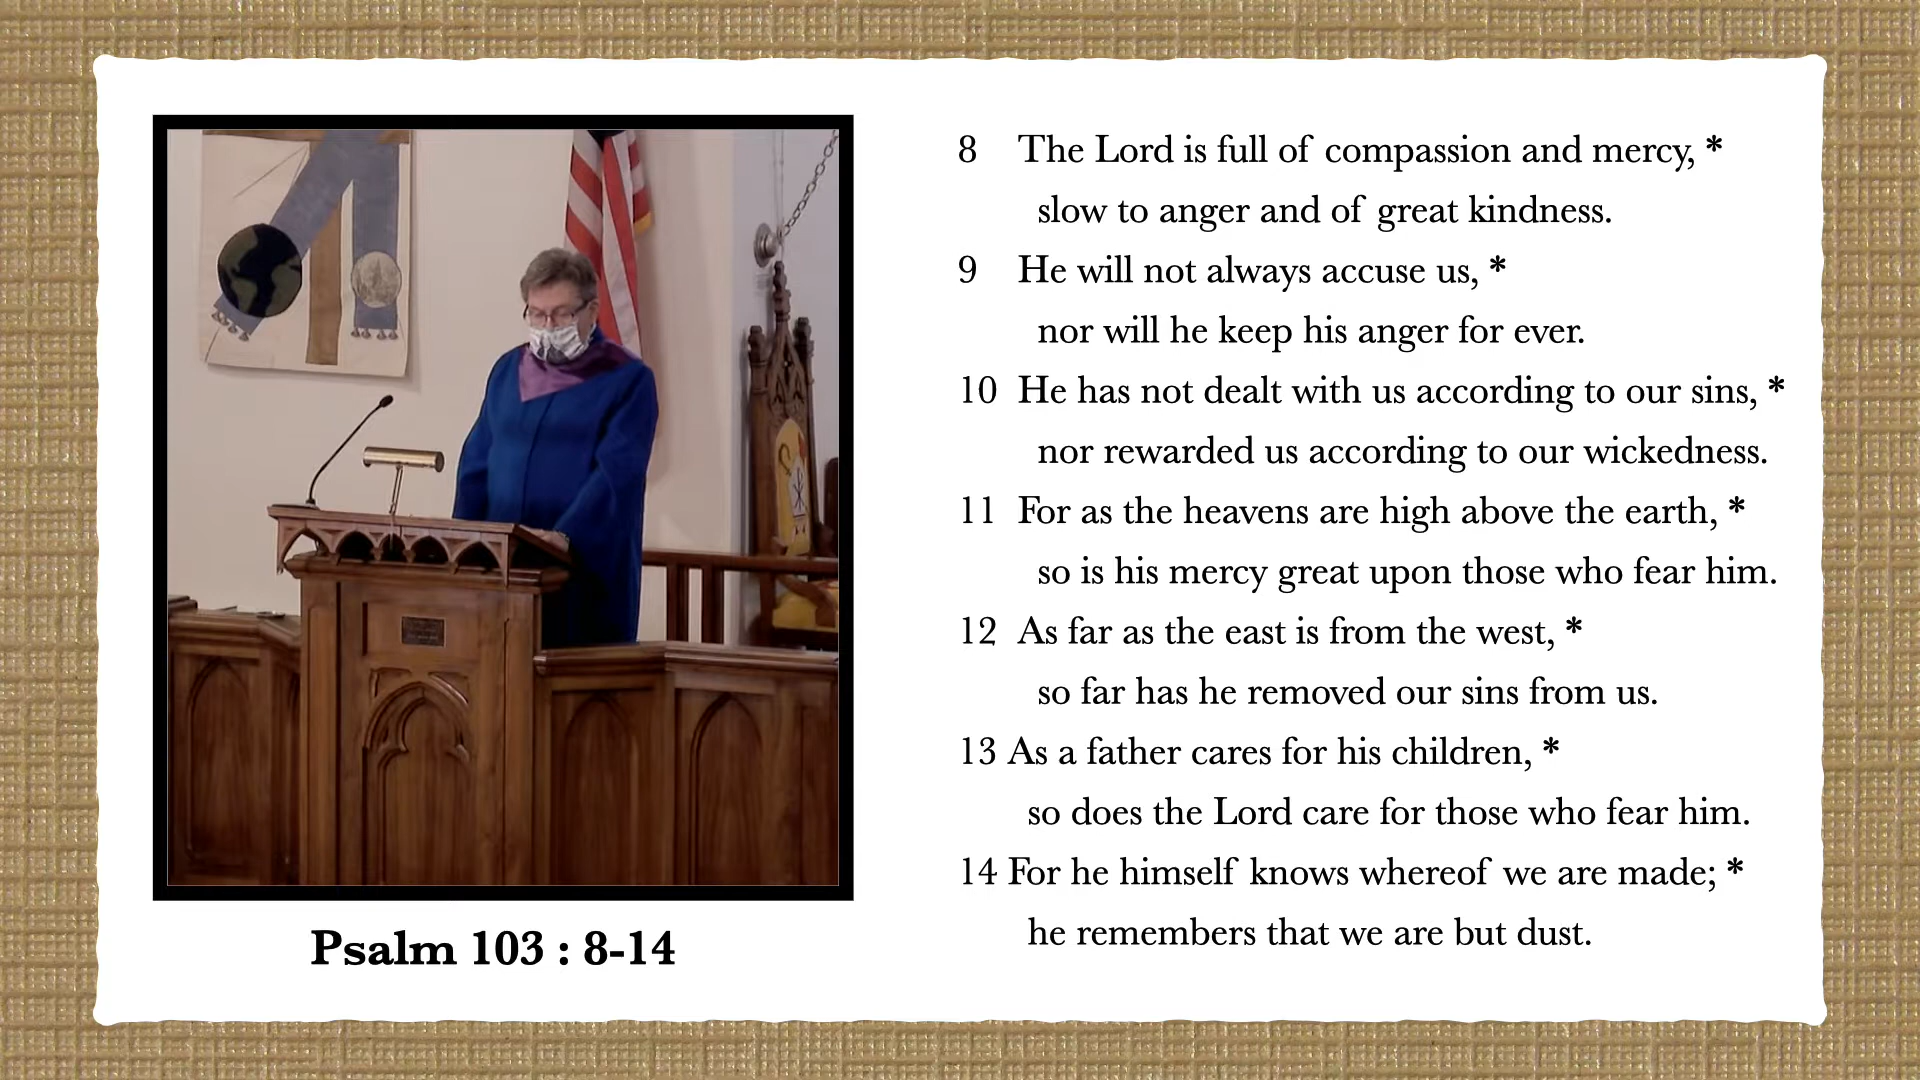 8 The Lord is full of compassion and mercy, *
slow to anger and of great kindness.
9 He will not always accuse us, *
nor will he keep his anger for ever.
10 He has not dealt with us according to our sins, *
nor rewarded us according to our wickedness.
11 For as the heavens are high above the earth, *
so is his mercy great upon those who fear him.
12 As far as the east is from the west, *
so far has he removed our sins from us.
13 As a father cares for his children, *
so does the Lord care for those who fear him.
14 For he himself knows whereof we are made; *
he remembers that we are but dust.
Psalm 103 : 8-14